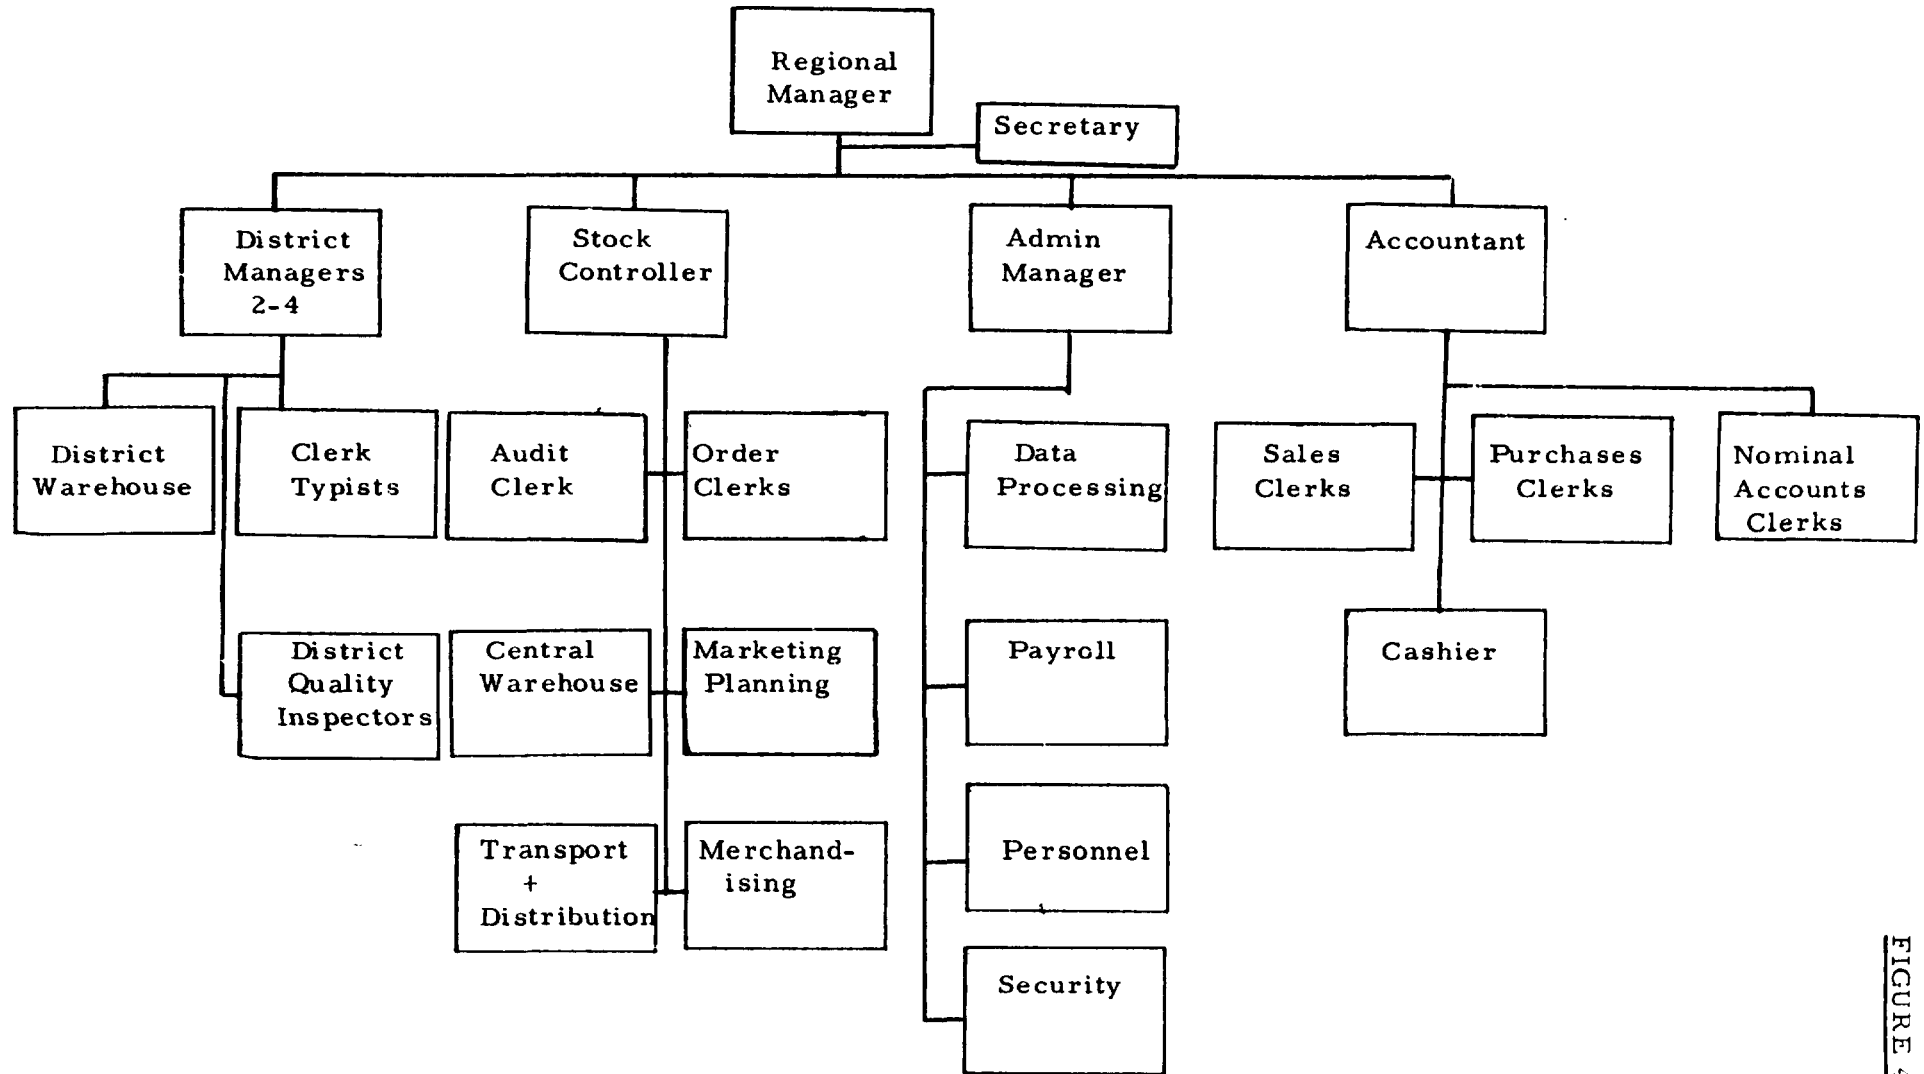 Regional
Manager
Secretary
District
Managers
2-4
Stock
Controller
Admin
Manager
Accountant
District
Warehouse
Clerk
Typists
Audit
Clerk
Order
Clerks
Data
Processing
Sales
Clerks
Purchases
Clerks
Nominal
Accounts
Clerks
District
Quality
Inspectors
Central
Warehouse
Marketing
Planning
Payroll
Cashier
Transport
+
Distribution
Merchand-
ising
Personnel
Security
FIGURE